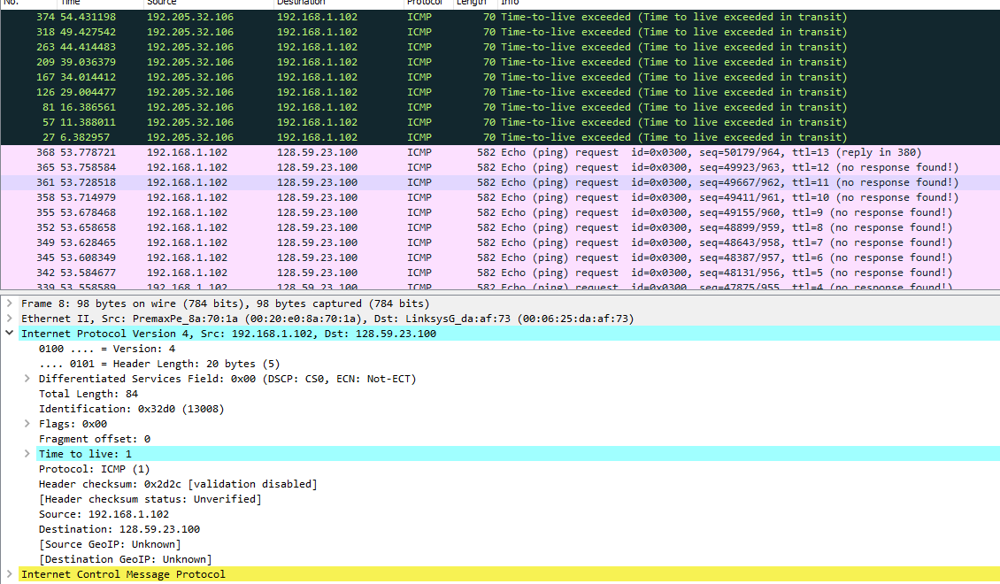 No. Time Source Destination Protocol Length Info
374 54.431198 192.205.32.106 192.168.1.102 ICMP 70 Time-to-live exceeded (Time to live exceeded in transit)
318 49.427542 192.205.32.106 192.168.1.102 ICMP 70 Time-to-live exceeded (Time to live exceeded in transit)
263 44.414483 192.205.32.106 192.168.1.102 ICMP 70 Time-to-live exceeded (Time to live exceeded in transit)
209 39.036379 192.205.32.106 192.168.1.102 ICMP 70 Time-to-live exceeded (Time to live exceeded in transit)
167 34.014412 192.205.32.106 192.168.1.102 ICMP 70 Time-to-live exceeded (Time to live exceeded in transit)
126 29.004477 192.205.32.106 192.168.1.102 ICMP 70 Time-to-live exceeded (Time to live exceeded in transit)
81 16.386561 192.205.32.106 192.168.1.102 ICMP 70 Time-to-live exceeded (Time to live exceeded in transit)
57 11.388011 192.205.32.106 192.168.1.102 ICMP 70 Time-to-live exceeded (Time to live exceeded in transit)
27 6.382957 192.205.32.106 192.168.1.102 ICMP 70 Time-to-live exceeded (Time to live exceeded in transit)
368 53.778721 192.168.1.102 128.59.23.100 ICMP 582 Echo (ping) request id=0x0300, seq=50179/964, ttl=13 (reply in 380)
365 53.758584 192.168.1.102 128.59.23.100 ICMP 582 Echo (ping) request id=0x0300, seq=49923/963, ttl=12 (no response found!)
361 53.728518 192.168.1.102 128.59.23.100 ICMP 582 Echo (ping) request id=0x0300, seq=49667/962, ttl=11 (no response found!)
358 53.714979 192.168.1.102 128.59.23.100 ICMP 582 Echo (ping) request id=0x0300, seq=49411/961, ttl=10 (no response found!)
355 53.678468 192.168.1.102 128.59.23.100 ICMP 582 Echo (ping) request id=0x0300, seq=49155/960, ttl=9 (no response found!)
352 53.658658 192.168.1.102 128.59.23.100 ICMP 582 Echo (ping) request id=0x0300, seq=48899/959, ttl=8 (no response found!)
349 53.628465 192.168.1.102 128.59.23.100 ICMP 582 Echo (ping) request id=0x0300, seq=48643/958, ttl=7 (no response found!)
345 53.608349 192.168.1.102 128.59.23.100 ICMP 582 Echo (ping) request id=0x0300, seq=48387/957, ttl=6 (no response found!)
342 53.584677 192.168.1.102 128.59.23.100 ICMP 582 Echo (ping) request id=0x0300, seq=48131/956, ttl=5 (no response found!)
339 53.558589 192.168.1.102 128.59.23.100 ICMP 582 Echo (ping) request id=0x0300, seq=47875/955, ttl=4 (no response found!)
Frame 8: 98 bytes on wire (784 bits), 98 bytes captured (784 bits)
Ethernet II, Src: PremaxPe_8a:70:1a (00:20:e0:8a:70:1a), Dst: LinksysG_da:af:73 (00:06:25:da:af:73)
Internet Protocol Version 4, Src: 192.168.1.102, Dst: 128.59.23.100
0100 .... = Version: 4
.... 0101 = Header Length: 20 bytes (5)
Differentiated Services Field: 0x00 (DSCP: CS0, ECN: Not-ECT)
Total Length: 84
Identification: 0x32d0 (13008)
Flags: 0x00
Fragment offset: 0
Time to live: 1
Protocol: ICMP (1)
Header checksum: 0x2d2c [validation disabled]
[Header checksum status: Unverified]
Source: 192.168.1.102
Destination: 128.59.23.100
[Source GeoIP: Unknown]
[Destination GeoIP: Unknown]
Internet Control Message Protocol